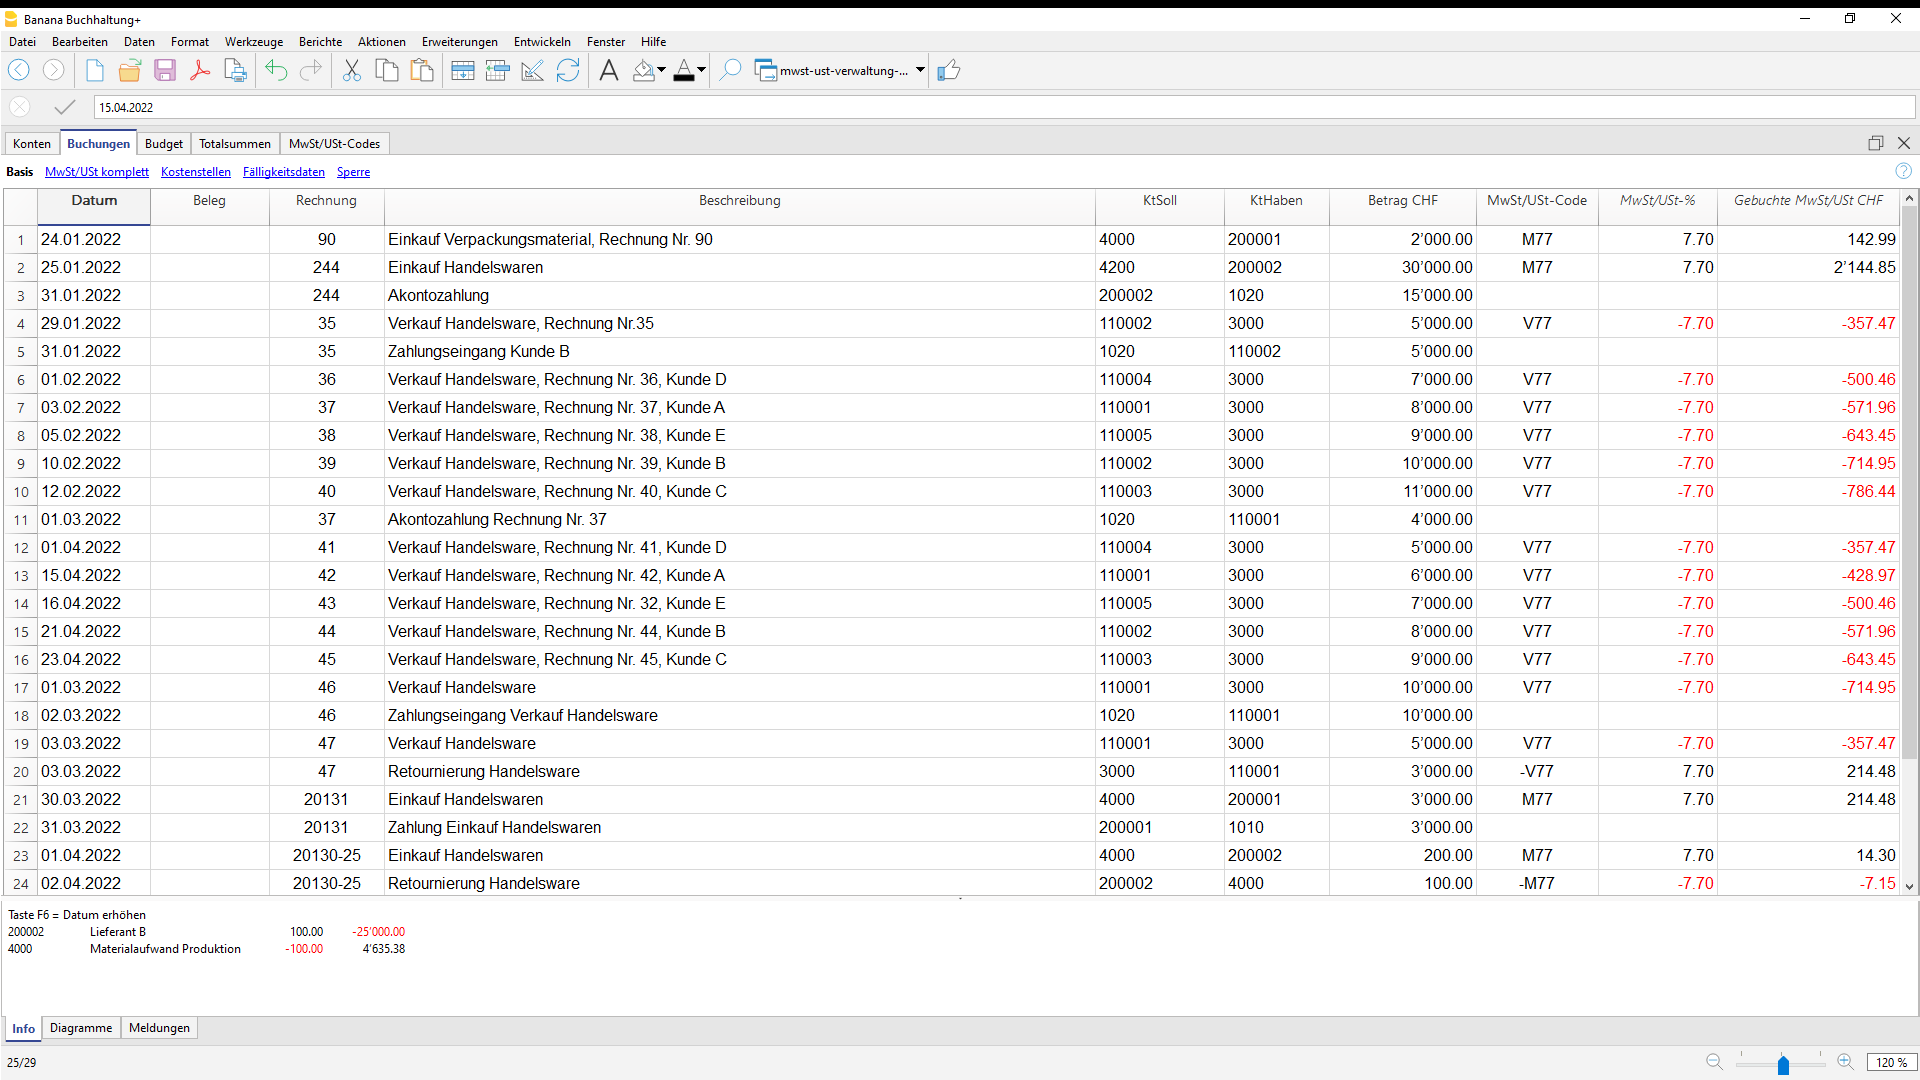 Banana Buchhaltung+
Datei Bearbeiten Daten Format Werkzeuge Berichte Aktionen Erweiterungen Entwickeln Fenster Hilfe
mwst-ust-verwaltung-...
15.04.2022
Konten Buchungen Budget Totalsummen MwSt/USt-Codes
Basis MwSt/USt komplett Kostenstellen Fälligkeitsdaten Sperre
Datum Beleg Rechnung Beschreibung KtSoll KtHaben Betrag CHF MwSt/USt-Code MwSt/USt-% Gebuchte MwSt/USt CHF
1 24.01.2022 90 Einkauf Verpackungsmaterial, Rechnung Nr. 90 4000 200001 2’000.00 M77 7.70 142.99
2 25.01.2022 244 Einkauf Handelswaren 4200 200002 30’000.00 M77 7.70 2’144.85
3 31.01.2022 244 Akontozahlung 200002 1020 15’000.00
4 29.01.2022 35 Verkauf Handelsware, Rechnung Nr.35 110002 3000 5’000.00 V77 -7.70 -357.47
5 31.01.2022 35 Zahlungseingang Kunde B 1020 110002 5’000.00
6 01.02.2022 36 Verkauf Handelsware, Rechnung Nr. 36, Kunde D 110004 3000 7’000.00 V77 -7.70 -500.46
7 03.02.2022 37 Verkauf Handelsware, Rechnung Nr. 37, Kunde A 110001 3000 8’000.00 V77 -7.70 -571.96
8 05.02.2022 38 Verkauf Handelsware, Rechnung Nr. 38, Kunde E 110005 3000 9’000.00 V77 -7.70 -643.45
9 10.02.2022 39 Verkauf Handelsware, Rechnung Nr. 39, Kunde B 110002 3000 10’000.00 V77 -7.70 -714.95
10 12.02.2022 40 Verkauf Handelsware, Rechnung Nr. 40, Kunde C 110003 3000 11’000.00 V77 -7.70 -786.44
11 01.03.2022 37 Akontozahlung Rechnung Nr. 37 1020 110001 4’000.00
12 01.04.2022 41 Verkauf Handelsware, Rechnung Nr. 41, Kunde D 110004 3000 5’000.00 V77 -7.70 -357.47
13 15.04.2022 42 Verkauf Handelsware, Rechnung Nr. 42, Kunde A 110001 3000 6’000.00 V77 -7.70 -428.97
14 16.04.2022 43 Verkauf Handelsware, Rechnung Nr. 32, Kunde E 110005 3000 7’000.00 V77 -7.70 -500.46
15 21.04.2022 44 Verkauf Handelsware, Rechnung Nr. 44, Kunde B 110002 3000 8’000.00 V77 -7.70 -571.96
16 23.04.2022 45 Verkauf Handelsware, Rechnung Nr. 45, Kunde C 110003 3000 9’000.00 V77 -7.70 -643.45
17 01.03.2022 46 Verkauf Handelsware 110001 3000 10’000.00 V77 -7.70 -714.95
18 02.03.2022 46 Zahlungseingang Verkauf Handelsware 1020 110001 10’000.00
19 03.03.2022 47 Verkauf Handelsware 110001 3000 5’000.00 V77 -7.70 -357.47
20 03.03.2022 47 Retournierung Handelsware 3000 110001 3’000.00 -V77 7.70 214.48
21 30.03.2022 20131 Einkauf Handelswaren 4000 200001 3’000.00 M77 7.70 214.48
22 31.03.2022 20131 Zahlung Einkauf Handelswaren 200001 1010 3’000.00
23 01.04.2022 20130-25 Einkauf Handelswaren 4000 200002 200.00 M77 7.70 14.30
24 02.04.2022 20130-25 Retournierung Handelsware 200002 4000 100.00 -M77 -7.70 -7.15
Taste F6 = Datum erhöhen
200002 Lieferant B 100.00 -25’000.00
4000 Materialaufwand Produktion -100.00 4’635.38
Info Diagramme Meldungen
25/29 120 %